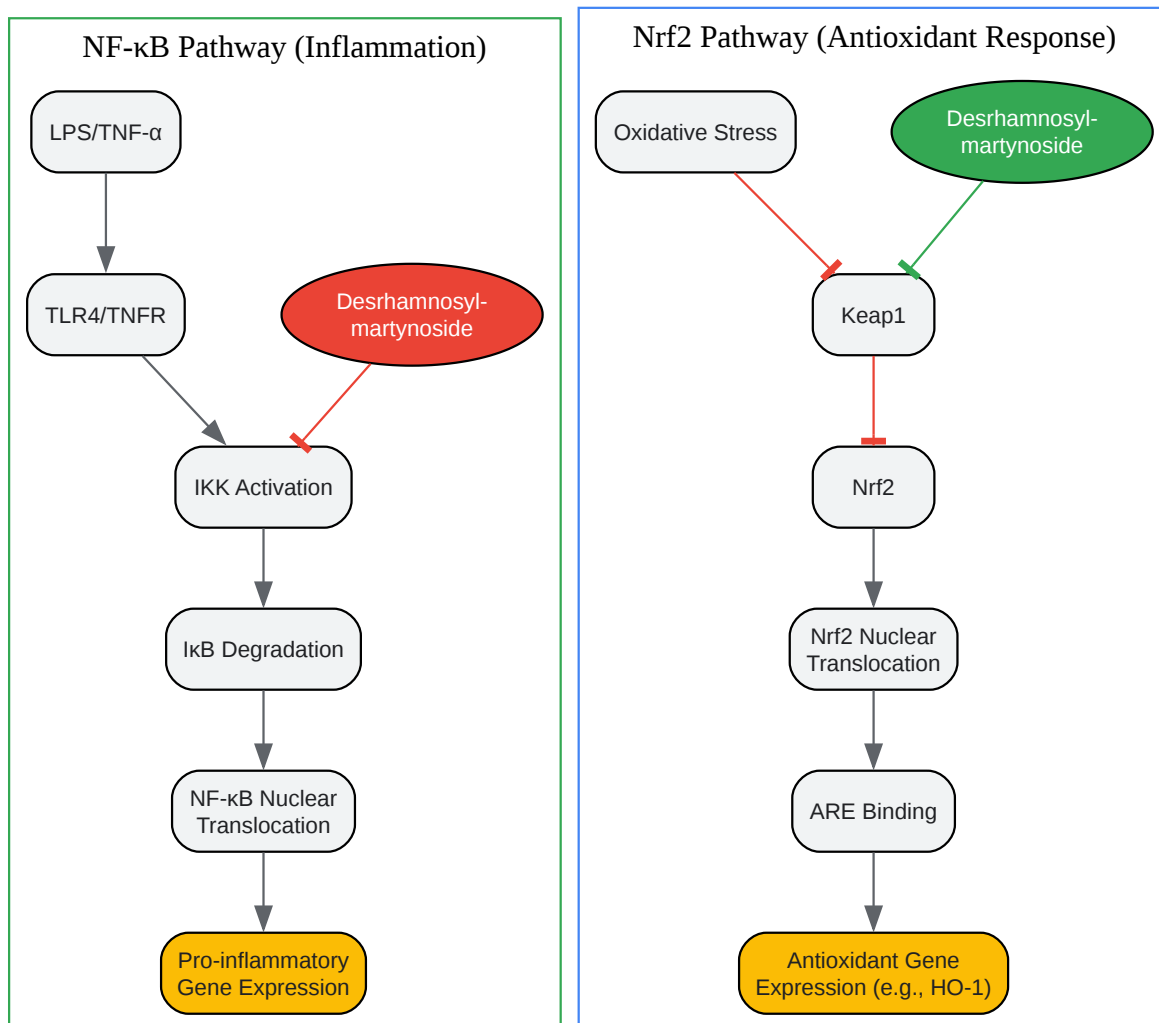 NF-κB Pathway (Inflammation)
LPS/TNF-α
TLR4/TNFR
Desrhamnosyl-
martynoside
IKK Activation
IκB Degradation
NF-κB Nuclear
Translocation
Pro-inflammatory
Gene Expression
Nrf2 Pathway (Antioxidant Response)
Oxidative Stress
Desrhamnosyl-
martynoside
Keap1
Nrf2
Nrf2 Nuclear
Translocation
ARE Binding
Antioxidant Gene
Expression (e.g., HO-1)